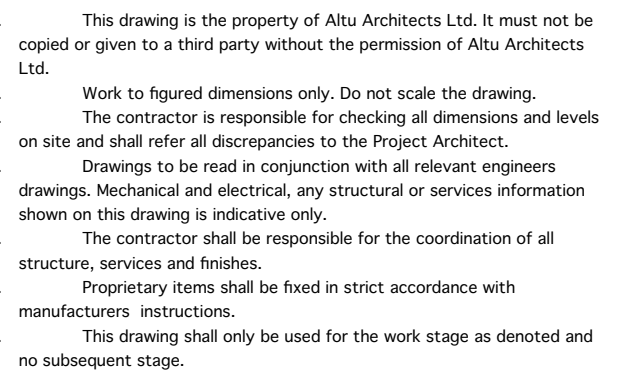 This drawing is the property of Altu Architects Ltd. It must not be
copied or given to a third party without the permission of Altu Architects
Ltd.
Work to figured dimensions only. Do not scale the drawing.
The contractor is responsible for checking all dimensions and levels
on site and shall refer all discrepancies to the Project Architect.
Drawings to be read in conjunction with all relevant engineers
drawings. Mechanical and electrical, any structural or services information
shown on this drawing is indicative only.
The contractor shall be responsible for the coordination of all
structure, services and finishes.
Proprietary items shall be fixed in strict accordance with
manufacturers  instructions.
This drawing shall only be used for the work stage as denoted and
no subsequent stage.